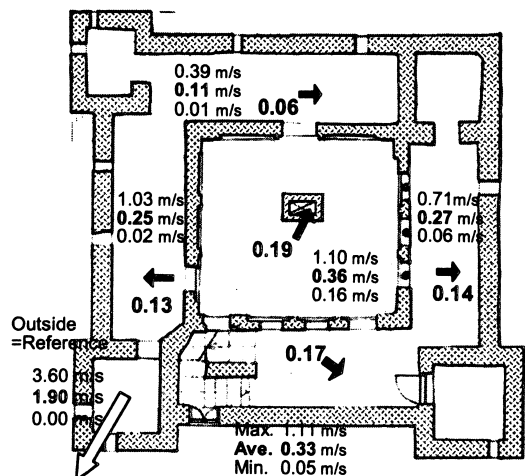 0.39 m/s
0.11 m/s
0.01 m/s
0.06
1.03 m/s
0.25 m/s
0.02 m/s
0.13
0.19
1.10 m/s
0.36 m/s
0.16 m/s
0.71m/s
0.27 m/s
0.06 m/s
0.14
Outside
=Reference
3.60 m/s
1.90 m/s
0.00 m/s
0.17
Max. 1.11 m/s
Ave. 0.33 m/s
Min. 0.05 m/s